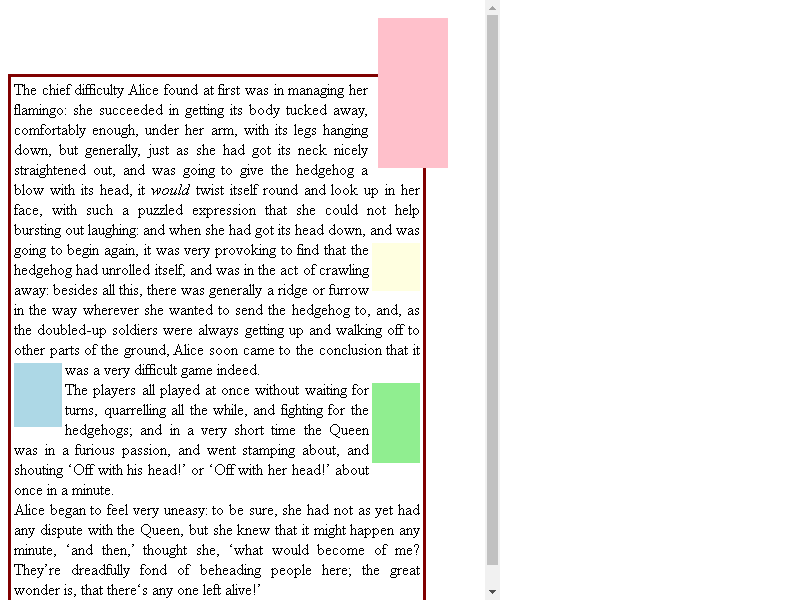 The chief difficulty Alice found at first was in managing her
flamingo: she succeeded in getting its body tucked away,
comfortably enough, under her arm, with its legs hanging
down, but generally, just as she had got its neck nicely
straightened out, and was going to give the hedgehog a
blow with its head, it would twist itself round and look up in her
face, with such a puzzled expression that she could not help
bursting out laughing: and when she had got its head down, and was
going to begin again, it was very provoking to find that the
hedgehog had unrolled itself, and was in the act of crawling
away: besides all this, there was generally a ridge or furrow
in the way wherever she wanted to send the hedgehog to, and, as
the doubled-up soldiers were always getting up and walking off to
other parts of the ground, Alice soon came to the conclusion that it
was a very difficult game indeed.
The players all played at once without waiting for
turns, quarrelling all the while, and fighting for the
hedgehogs; and in a very short time the Queen
was in a furious passion, and went stamping about, and
shouting ‘Off with his head!’ or ‘Off with her head!’ about
once in a minute.
Alice began to feel very uneasy: to be sure, she had not as yet had
any dispute with the Queen, but she knew that it might happen any
minute, ‘and then,’ thought she, ‘what would become of me?
They’re dreadfully fond of beheading people here; the great
wonder is, that there‘s any one left alive!’